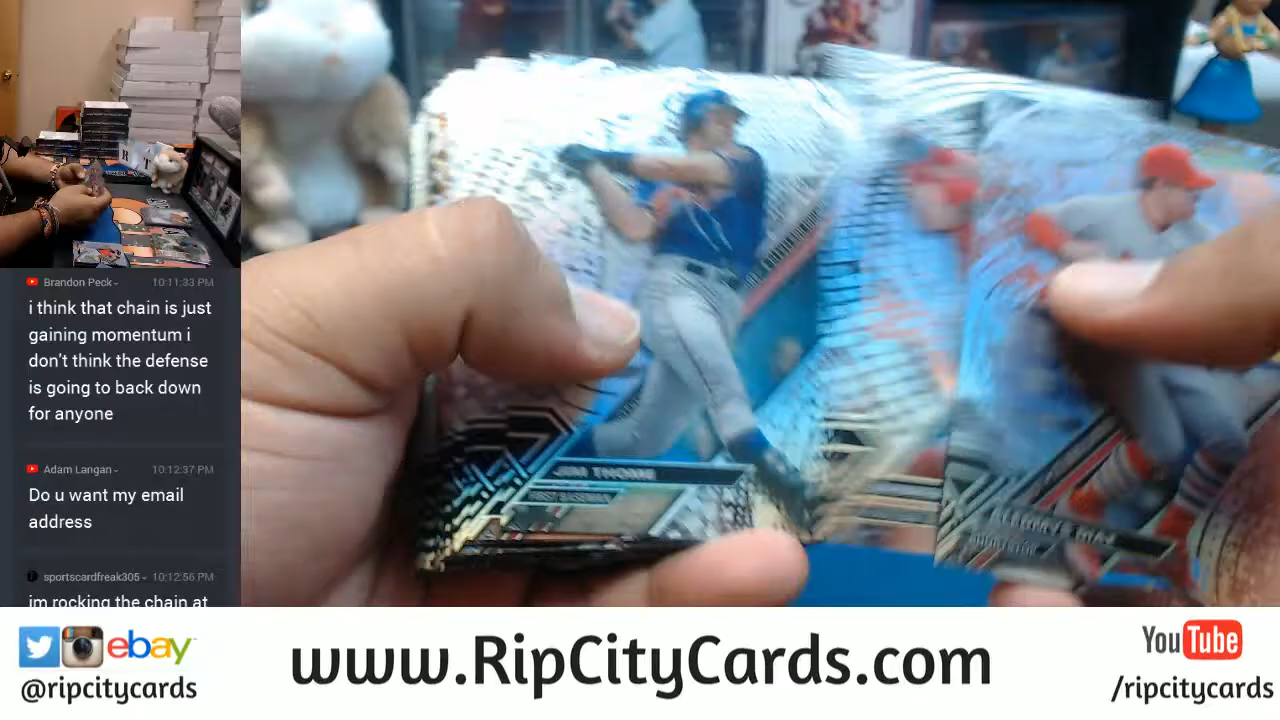 Brandon Peck 10:11:33 PM
i think that chain is just
gaining momentum i
don't think the defense
is going to back down
for anyone
Adam Langan 10:12:37 PM
Do u want my email
address
sportscardfreak305 10:12:56 PM
im rocking the chain at
JIM THOME
FIRST BASEMAN
ebay
@ripcitycards
www.RipCityCards.com
YouTube
/ripcitycards